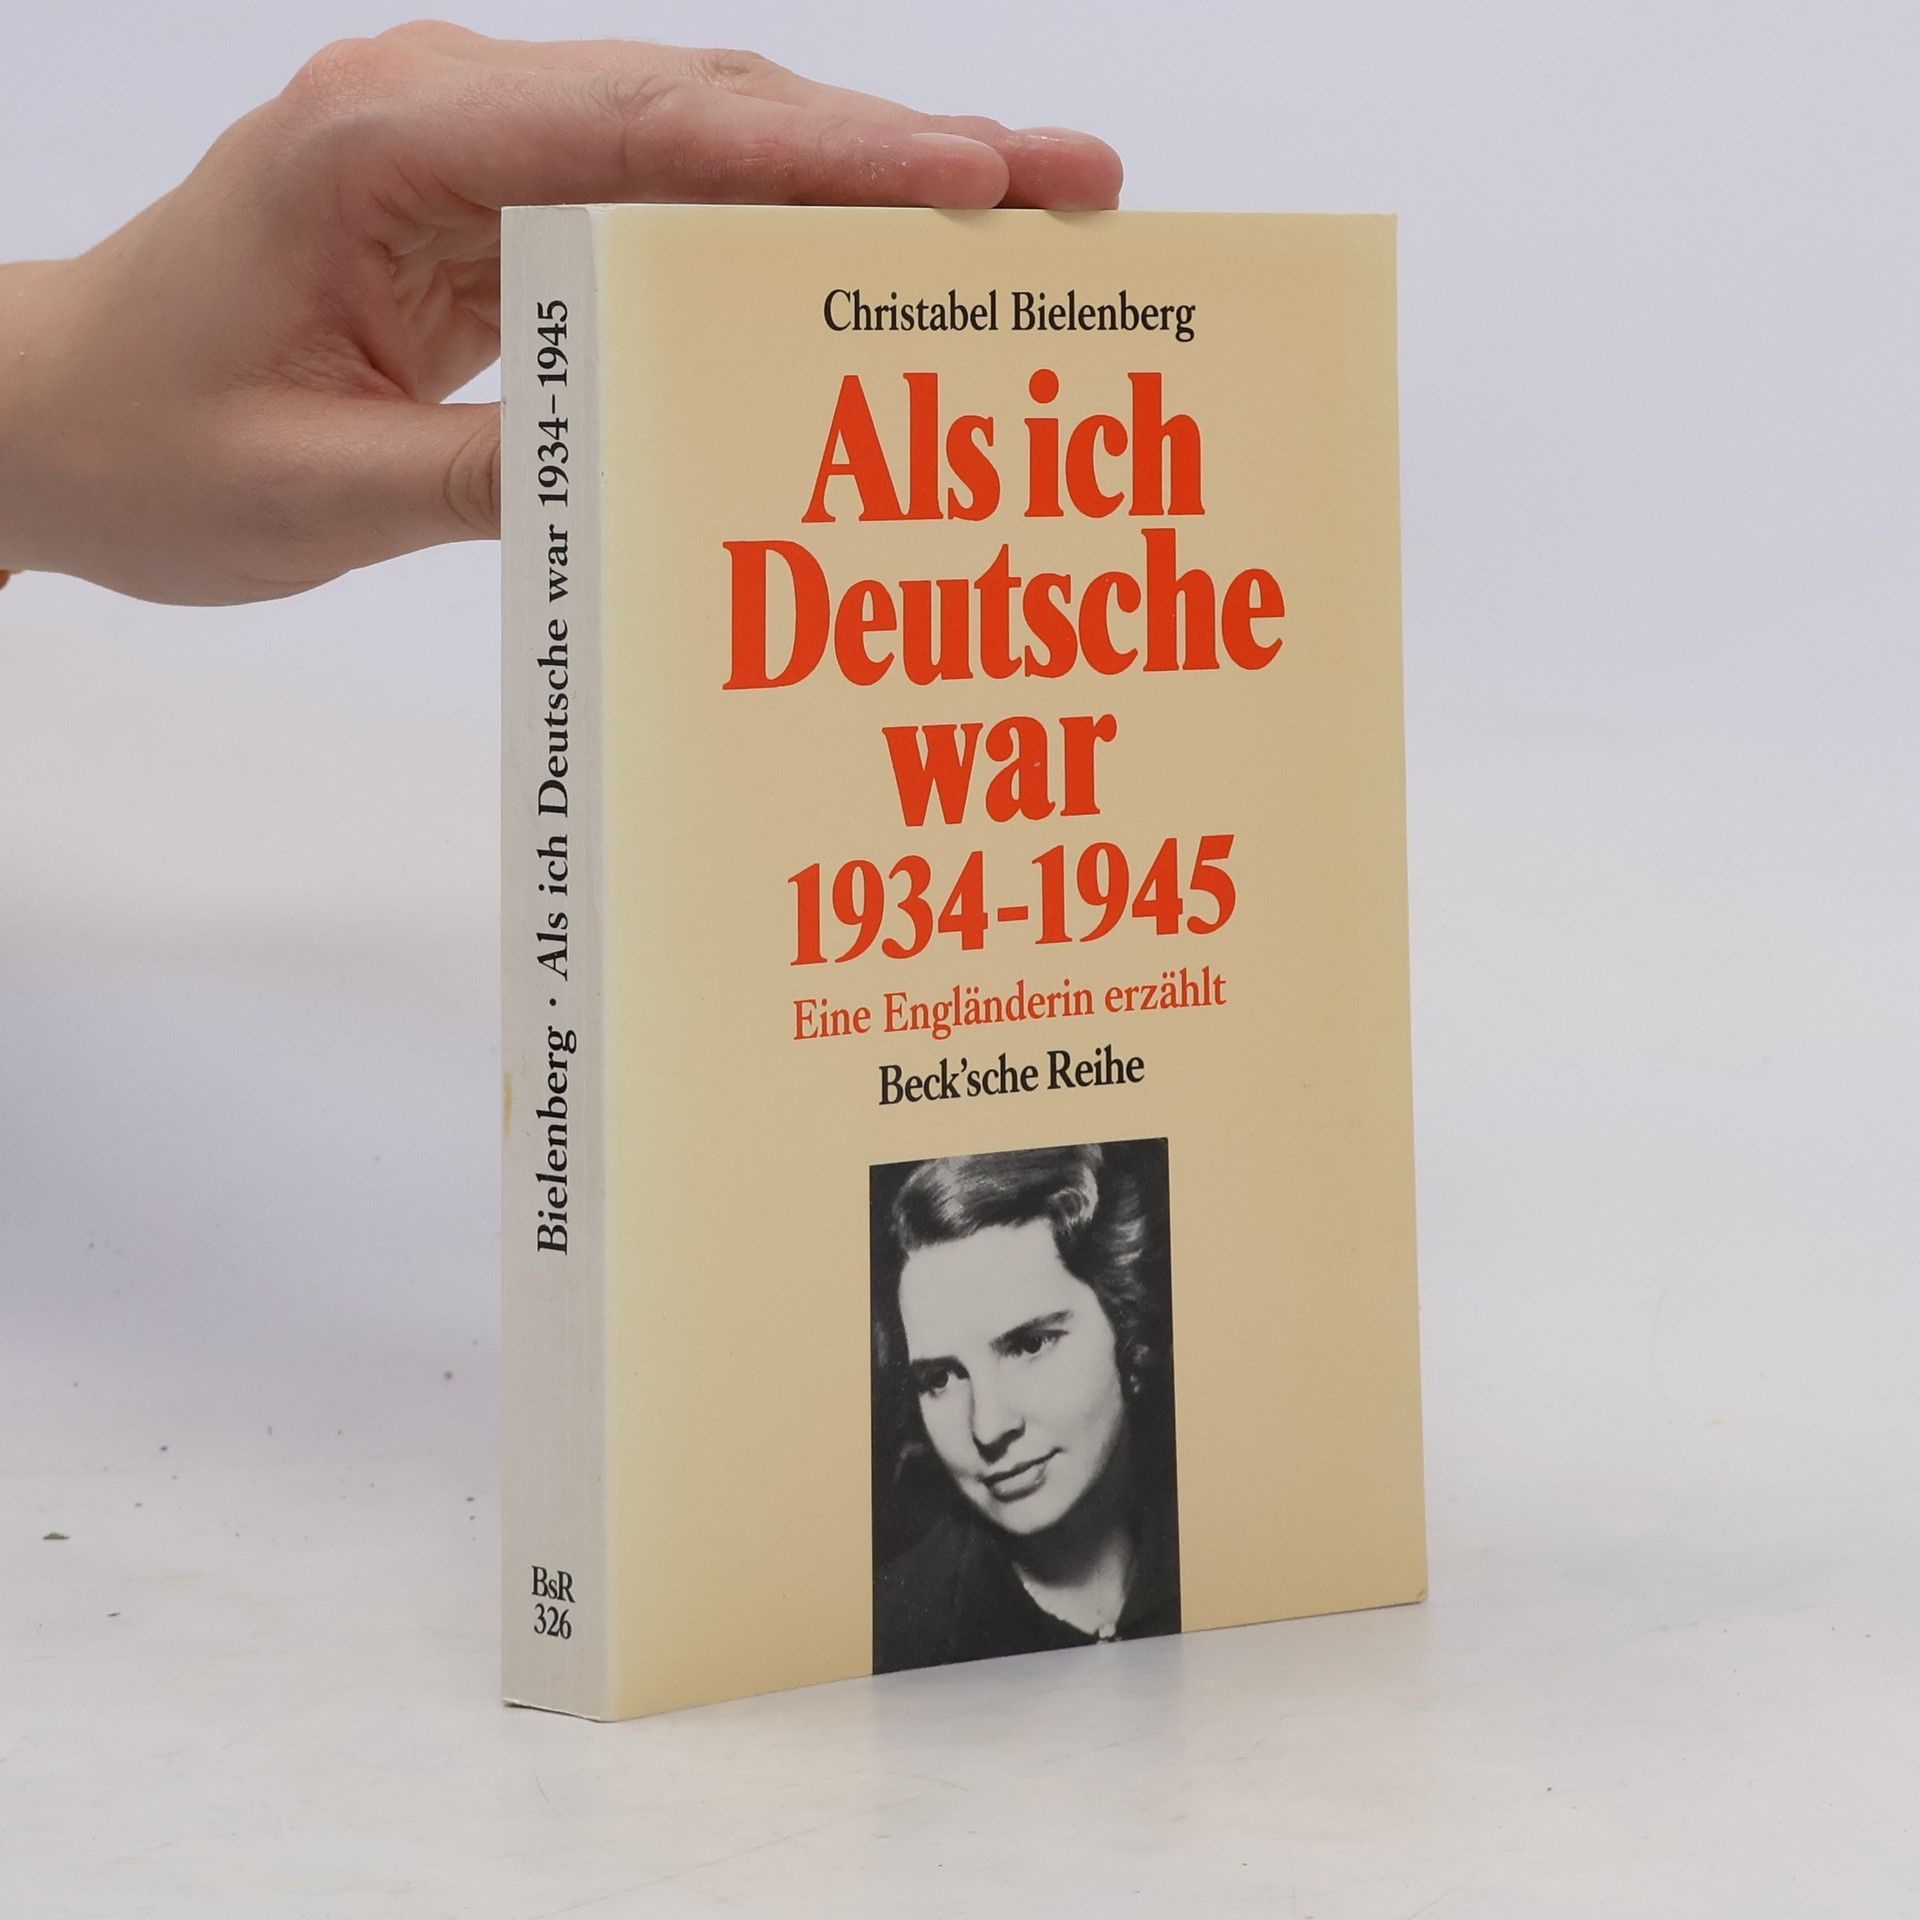 Bielenberg · Als ich Deutsche war 1934–1945
BsR
326
Christabel Bielenberg
Als ich
Deutsche
war
1934-1945
Eine Engländerin erzählt
Beck'sche Reihe